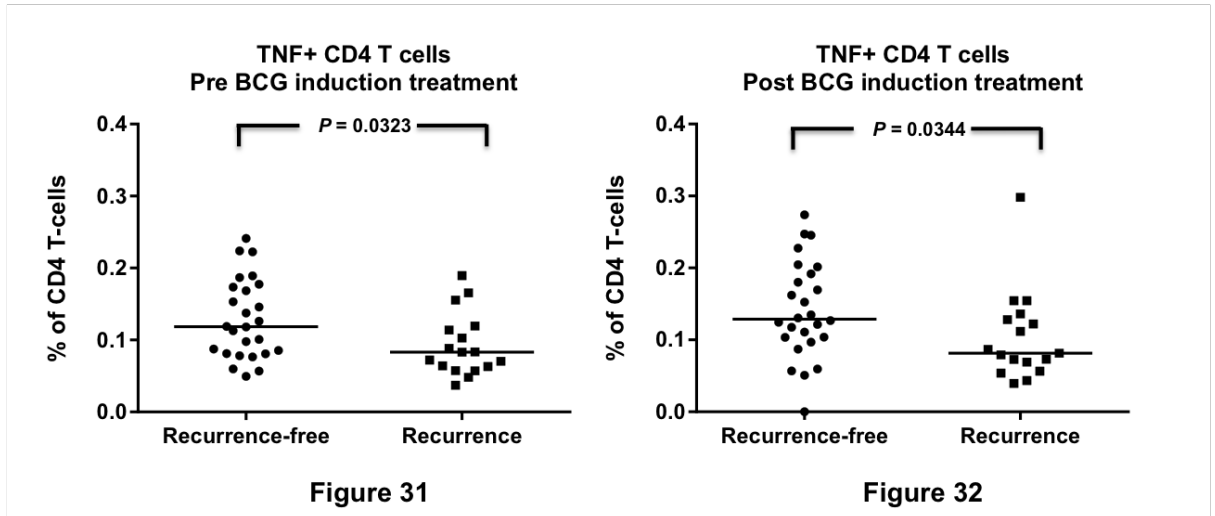 TNF+ CD4 T cells
Pre BCG induction treatment
P = 0.0323
% of CD4 T-cells
0.4
0.3
0.2
0.1
0.0
Recurrence-free Recurrence
Figure 31
TNF+ CD4 T cells
Post BCG induction treatment
P = 0.0344
% of CD4 T-cells
0.4
0.3
0.2
0.1
0.0
Recurrence-free Recurrence
Figure 32